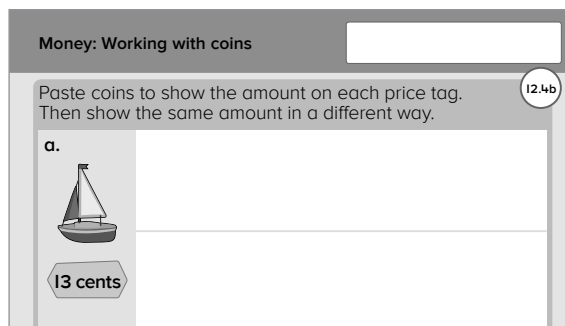 Money: Working with coins
12.4b
Paste coins to show the amount on each price tag.
Then show the same amount in a different way.
a.
13 cents